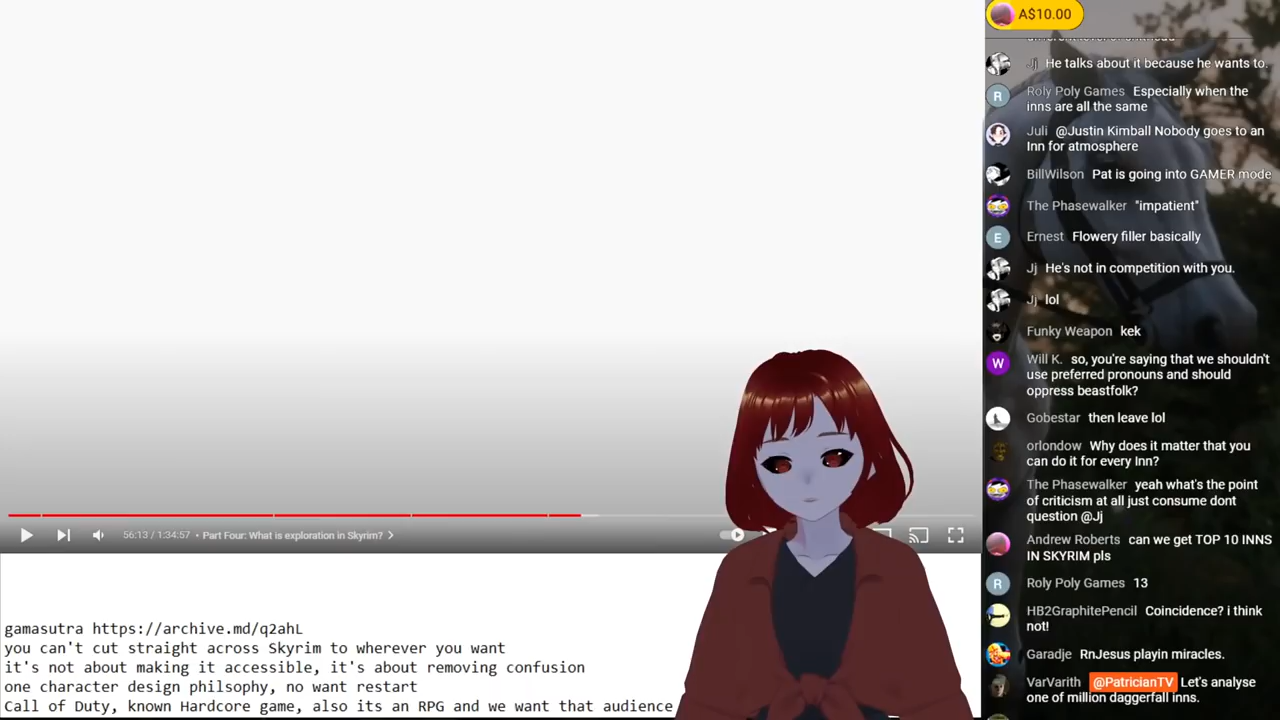 A$10.00
Jj He talks about it because he wants to.
R Roly Poly Games Especially when the
inns are all the same
Juli @Justin Kimball Nobody goes to an
Inn for atmosphere
BillWilson Pat is going into GAMER mode
The Phasewalker "impatient"
E Ernest Flowery filler basically
Jj He's not in competition with you.
Jj lol
Funky Weapon kek
W Will K. so, you're saying that we shouldn't
use preferred pronouns and should
oppress beastfolk?
Gobestar then leave lol
orlondow Why does it matter that you
can do it for every Inn?
The Phasewalker yeah what's the point
of criticism at all just consume dont
question @Jj
Andrew Roberts can we get TOP 10 INNS
IN SKYRIM pls
R Roly Poly Games 13
HB2GraphitePencil Coincidence? i think
not!
Garadje RnJesus playin miracles.
VarVarith @PatricianTV Let's analyse
one of million daggerfall inns.
56:13 / 1:34:57 • Part Four: What is exploration in Skyrim?
gamasutra https://archive.md/q2ahL
you can't cut straight across Skyrim to wherever you want
it's not about making it accessible, it's about removing confusion
one character design philsophy, no want restart
Call of Duty, known Hardcore game, also its an RPG and we want that audience